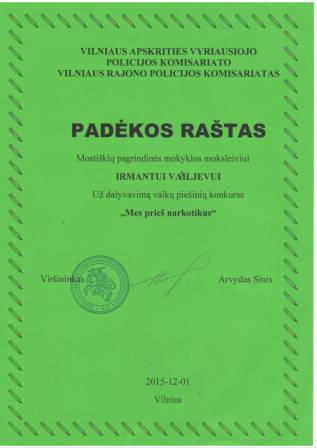 VILNIAUS APSKRITIES VYRIAUSIOJO
POLICIJOS KOMISARIATO
VILNIAUS RAJONO POLICIJOS KOMISARIATAS
PADĖKOS RAŠTAS
Mostiškių pagrindinės mokyklos moksleiviui
IRMANTUI
Už dalyvavimą vaikų piešinių konkurse
„Mes prieš narkotikus“
Viršininkas Arvydas Sinis
2015-12-01
Vilnius